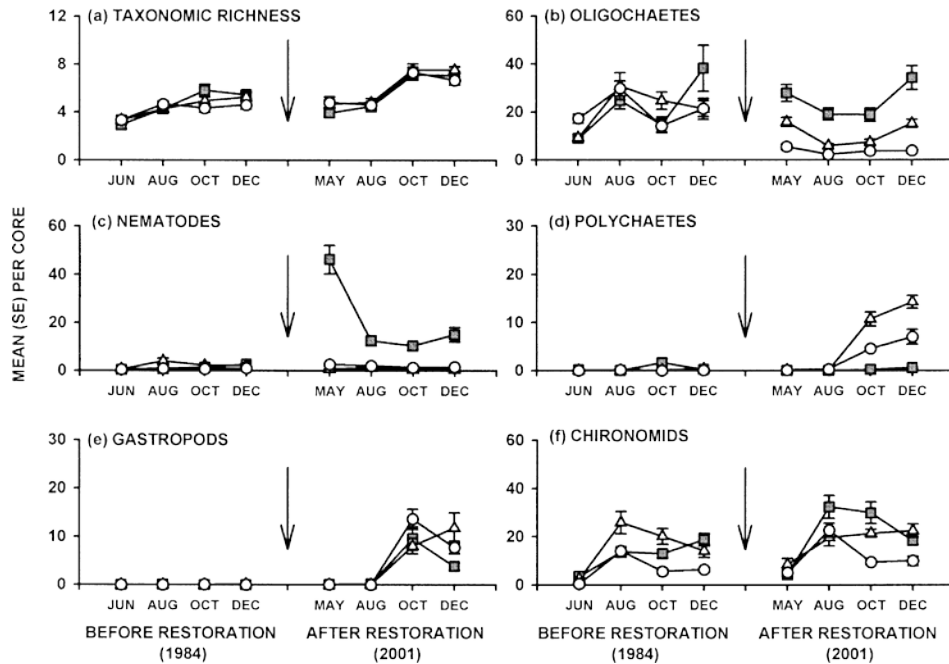 (a) TAXONOMIC RICHNESS
12
8
4
0
JUN AUG OCT DEC MAY AUG OCT DEC
(b) OLIGOCHAETES
60
40
20
0
JUN AUG OCT DEC MAY AUG OCT DEC
MEAN (SE) PER CORE
(c) NEMATODES
60
40
20
0
JUN AUG OCT DEC MAY AUG OCT DEC
(d) POLYCHAETES
30
20
10
0
JUN AUG OCT DEC MAY AUG OCT DEC
(e) GASTROPODS
30
20
10
0
JUN AUG OCT DEC MAY AUG OCT DEC
BEFORE RESTORATION AFTER RESTORATION
(1984) (2001)
(f) CHIRONOMIDS
60
40
20
0
JUN AUG OCT DEC MAY AUG OCT DEC
BEFORE RESTORATION AFTER RESTORATION
(1984) (2001)